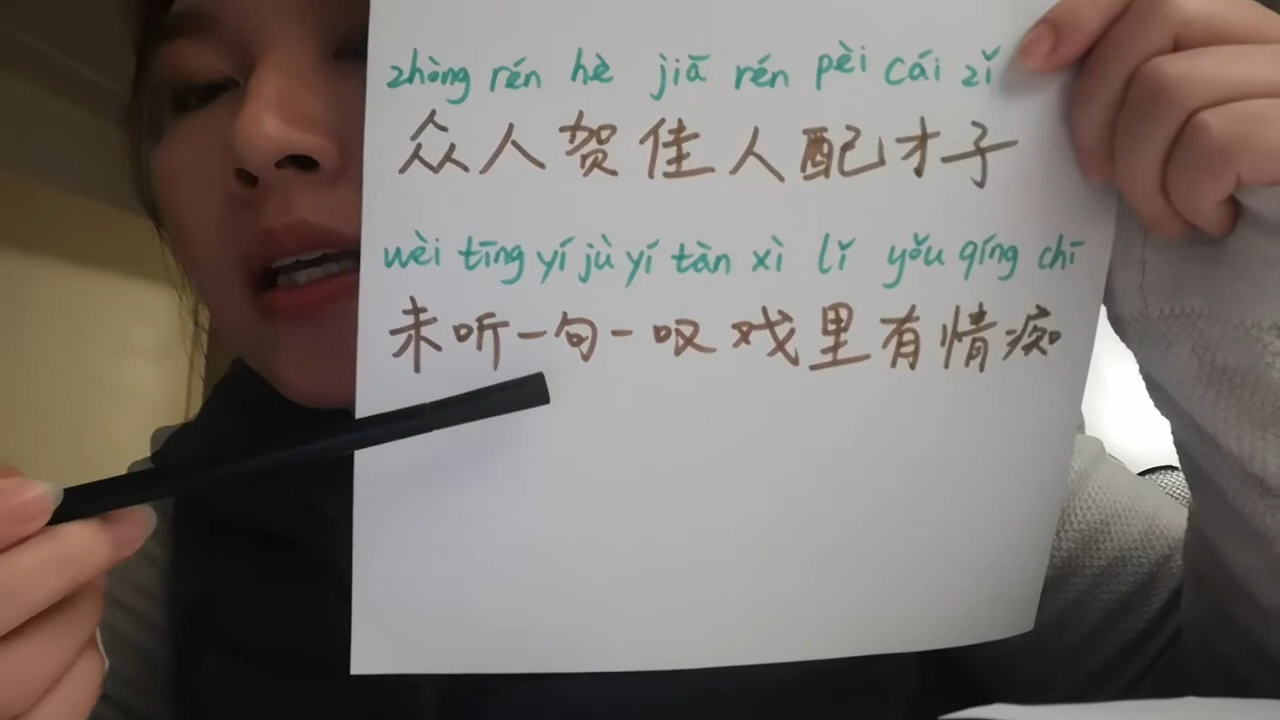 zhòng rén hè jiā rén pèi cái zǐ
众人贺佳人配才子
wèi tīng yí jù yí tàn xì lǐ yǒu qíng chī
未听一句一叹戏里有情痴